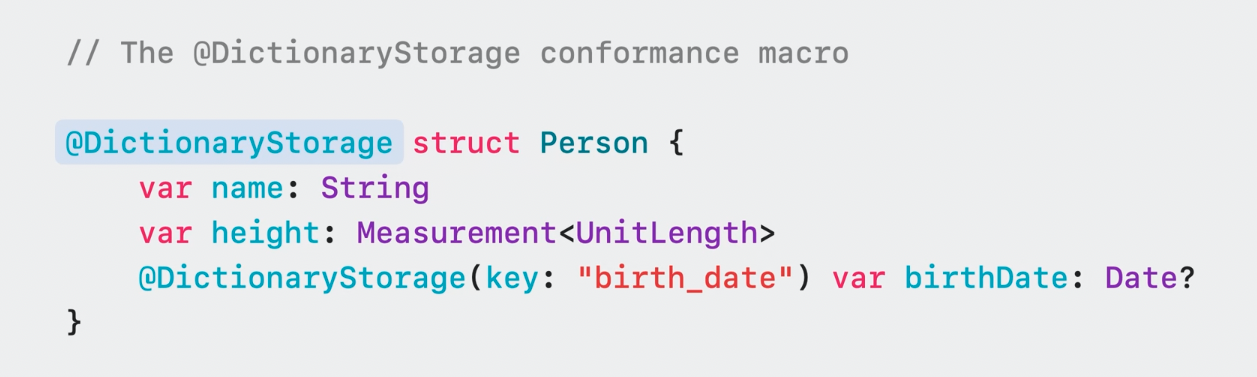 // The @DictionaryStorage conformance macro
@DictionaryStorage struct Person {
var name: String
var height: Measurement<UnitLength>
@DictionaryStorage(key: "birth_date") var birthDate: Date?
}